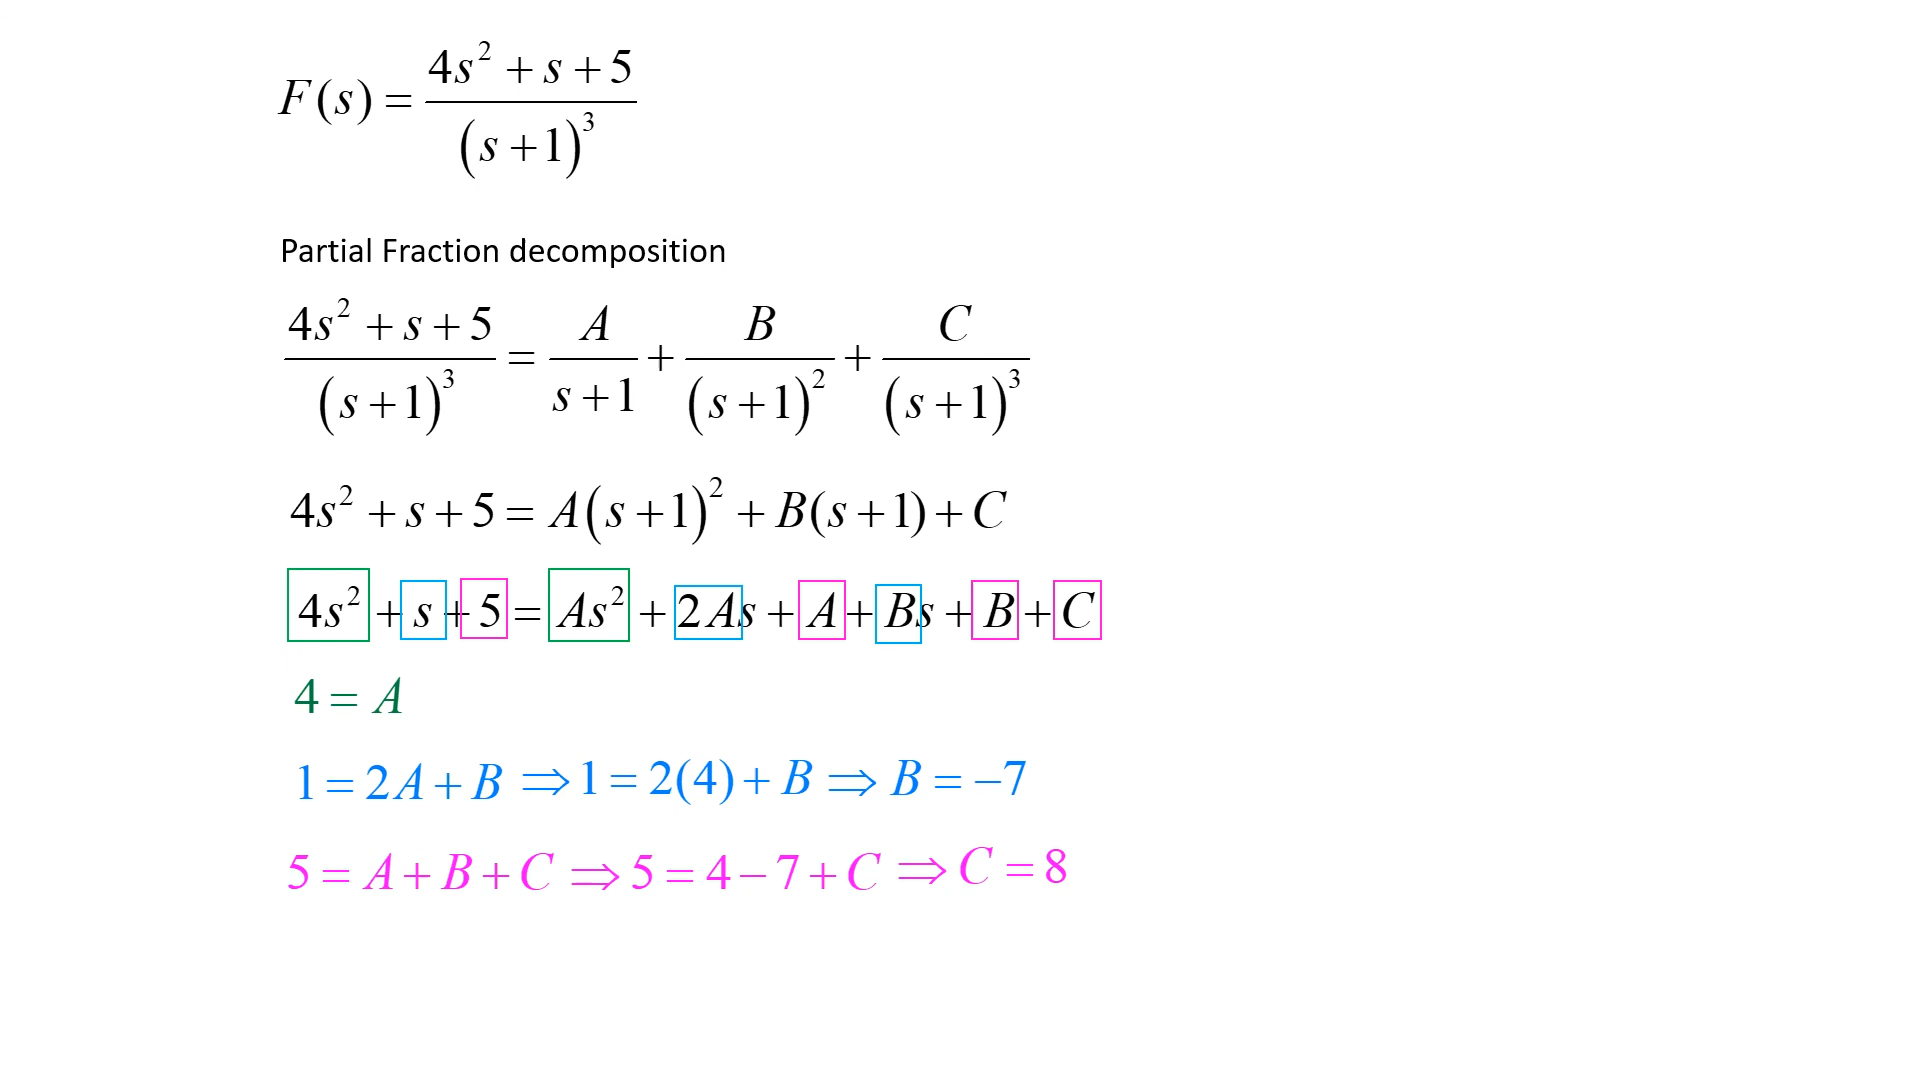 F(s) = (4s² + s + 5) / (s + 1)³
Partial Fraction decomposition
(4s² + s + 5) / (s + 1)³ = A / (s + 1) + B / (s + 1)² + C / (s + 1)³
4s² + s + 5 = A(s + 1)² + B(s + 1) + C
4s² + s + 5 = As² + 2As + A + Bs + B + C
4 = A
1 = 2A + B ⇒ 1 = 2(4) + B ⇒ B = −7
5 = A + B + C ⇒ 5 = 4 − 7 + C ⇒ C = 8